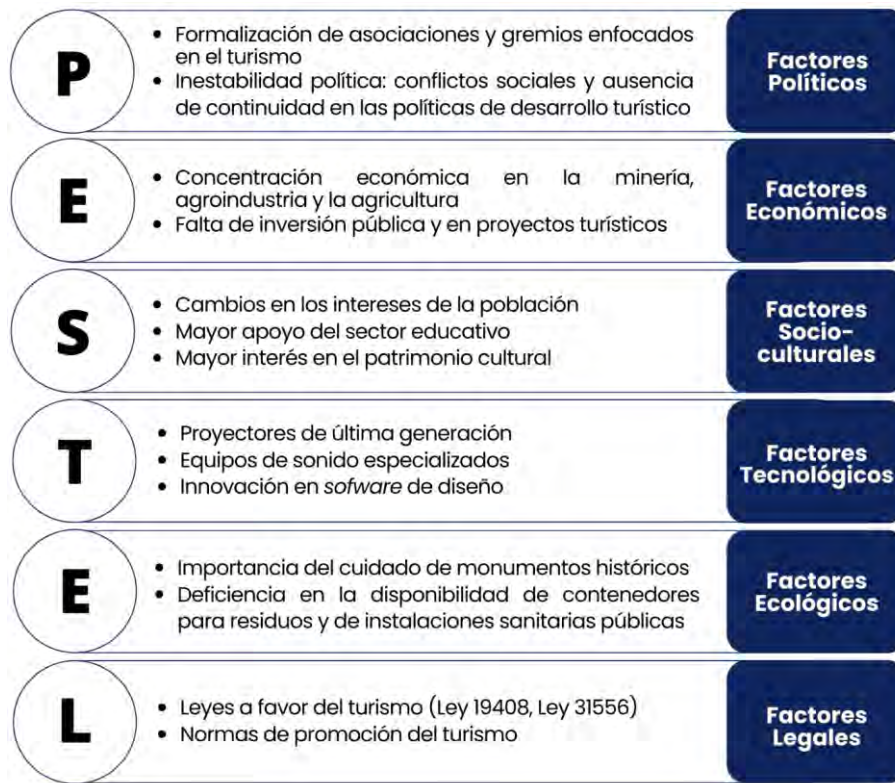 P
• Formalización de asociaciones y gremios enfocados
en el turismo
• Inestabilidad política: conflictos sociales y ausencia
de continuidad en las políticas de desarrollo turístico
Factores
Políticos
E
• Concentración económica en la minería,
agroindustria y la agricultura
• Falta de inversión pública y en proyectos turísticos
Factores
Económicos
S
• Cambios en los intereses de la población
• Mayor apoyo del sector educativo
• Mayor interés en el patrimonio cultural
Factores
Socio-
culturales
T
• Proyectores de última generación
• Equipos de sonido especializados
• Innovación en sofware de diseño
Factores
Tecnológicos
E
• Importancia del cuidado de monumentos históricos
• Deficiencia en la disponibilidad de contenedores
para residuos y de instalaciones sanitarias públicas
Factores
Ecológicos
L
• Leyes a favor del turismo (Ley 19408, Ley 31556)
• Normas de promoción del turismo
Factores
Legales